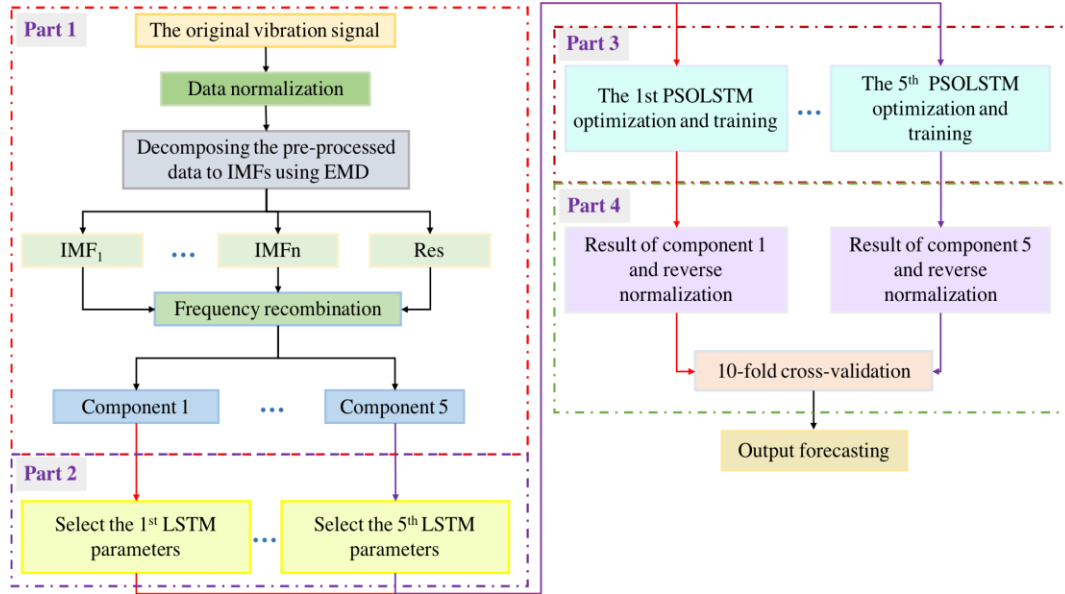 Part 1
The original vibration signal
Data normalization
Decomposing the pre-processed
data to IMFs using EMD
IMF₁
...
IMFn
Res
Frequency recombination
Component 1
...
Component 5
Part 2
Select the 1st LSTM
parameters
...
Select the 5th LSTM
parameters
Part 3
The 1st PSOLSTM
optimization and training
...
The 5th PSOLSTM
optimization and
training
Part 4
Result of component 1
and reverse
normalization
Result of component 5
and reverse
normalization
10-fold cross-validation
Output forecasting